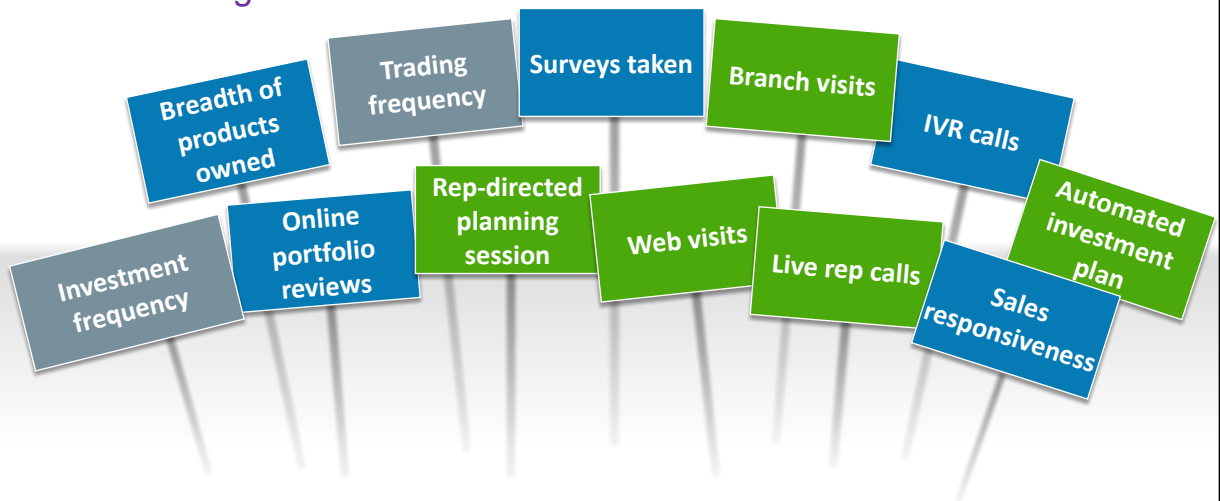 Surveys taken
Trading
frequency
Branch visits
Breadth of
products
owned
IVR calls
Rep-directed
planning
session
Automated
investment
plan
Online
portfolio
reviews
Web visits
Investment
frequency
Live rep calls
Sales
responsiveness